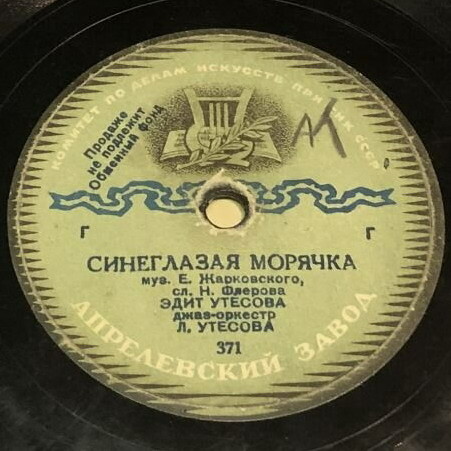 КОМИТЕТ ПО ДЕЛАМ ИСКУССТВ ПРИ СНК СССР
Продаже
не подлежит
Обменный фонд
АК
Г Г
СИНЕГЛАЗАЯ МОРЯЧКА
муз. Е. Жарковского,
сл. Н. Флерова
ЭДИТ УТЕСОВА
джаз-оркестр
Л. УТЕСОВА
371
АПРЕЛЕВСКИЙ ЗАВОД